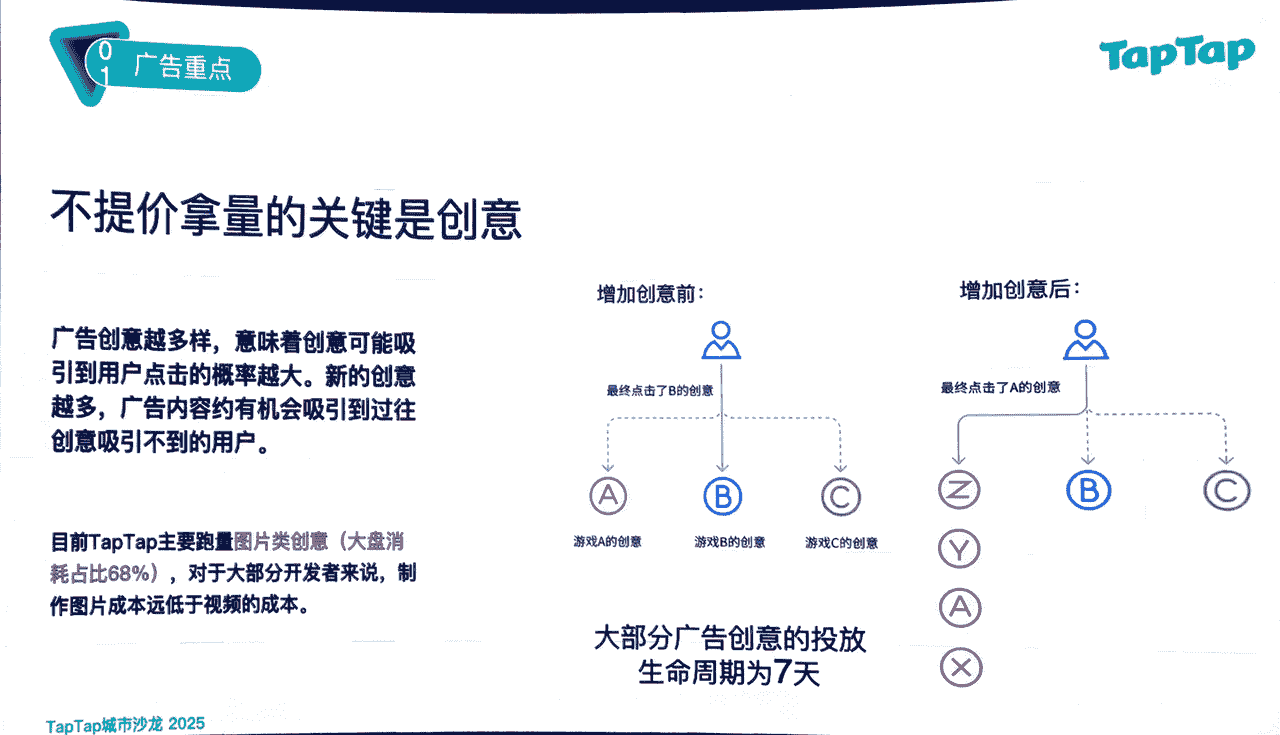 01 广告重点
TapTap
不提价拿量的关键是创意
广告创意越多样，意味着创意可能吸
引到用户点击的概率越大。新的创意
越多，广告内容约有机会吸引到过往
创意吸引不到的用户。
目前TapTap主要跑量图片类创意（大盘消
耗占比68%），对于大部分开发者来说，制
作图片成本远低于视频的成本。
增加创意前：
最终点击了B的创意
A B C
游戏A的创意 游戏B的创意 游戏C的创意
增加创意后：
最终点击了A的创意
Z B C
Y
A
X
大部分广告创意的投放
生命周期为7天
TapTap城市沙龙 2025